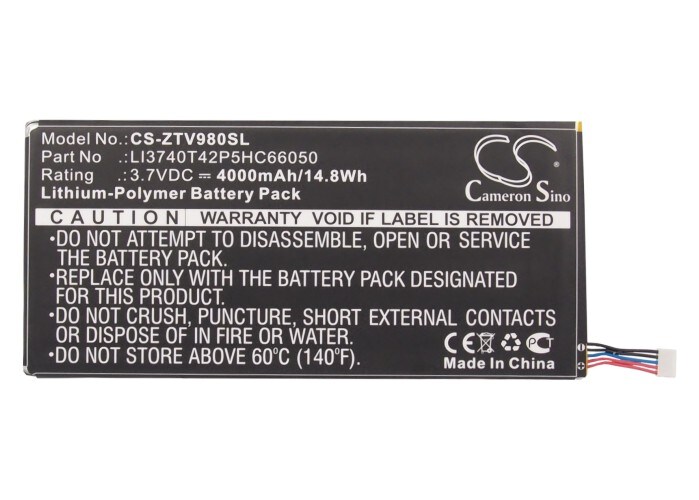 Model No.:CS-ZTV980SL
Part No :LI3740T42P5HC66050
Rating :3.7VDC ⎓ 4000mAh/14.8Wh
Lithium-Polymer Battery Pack
CS
Cameron Sino
CAUTION WARRANTY VOID IF LABEL IS REMOVED
•DO NOT ATTEMPT TO DISASSEMBLE, OPEN OR SERVICE
THE BATTERY PACK.
•REPLACE ONLY WITH THE BATTERY PACK DESIGNATED
FOR THIS PRODUCT.
•DO NOT CRUSH, PUNCTURE, SHORT EXTERNAL CONTACTS
OR DISPOSE OF IN FIRE OR WATER.
•DO NOT STORE ABOVE 60°C (140°F).
CE
PC
MADE IN CHINA